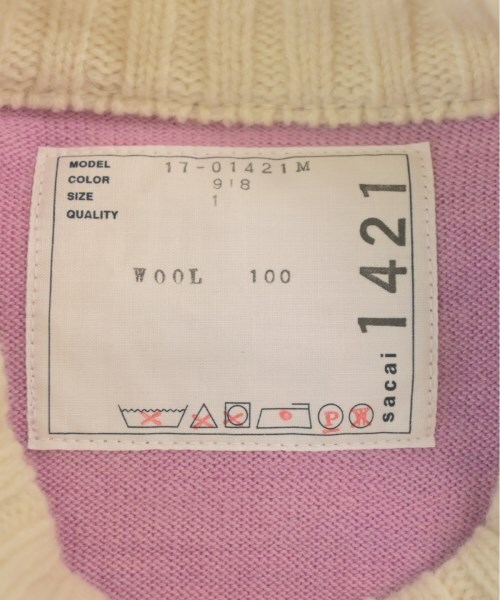 MODEL 17-01421M
COLOR 918
SIZE 1
QUALITY
WOOL 100
P W
sacai 1421